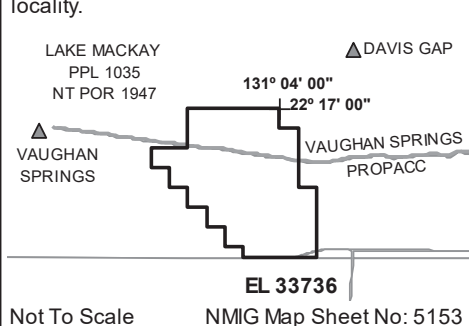 locality.
LAKE MACKAY
PPL 1035
NT POR 1947
DAVIS GAP
131º 04' 00"
22º 17' 00"
VAUGHAN SPRINGS
PROPACC
VAUGHAN
SPRINGS
EL 33736
Not To Scale NMIG Map Sheet No: 5153